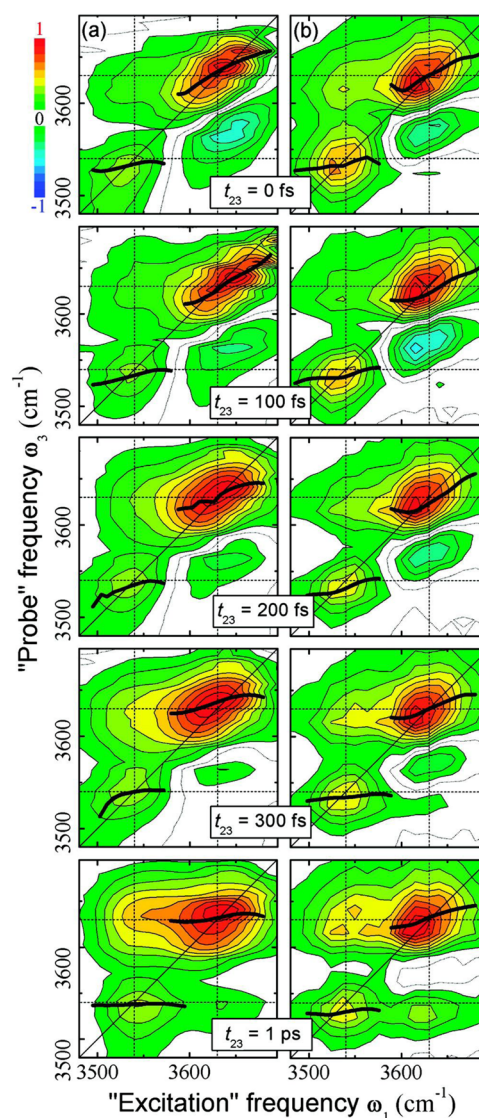 1
0
-1
(a)
(b)
3600
3500
t23 = 0 fs
3600
3500
t23 = 100 fs
3600
3500
t23 = 200 fs
3600
3500
t23 = 300 fs
3600
3500
t23 = 1 ps
3500
3600
3500
3600
"Probe" frequency ω3 (cm-1)
"Excitation" frequency ω1 (cm-1)